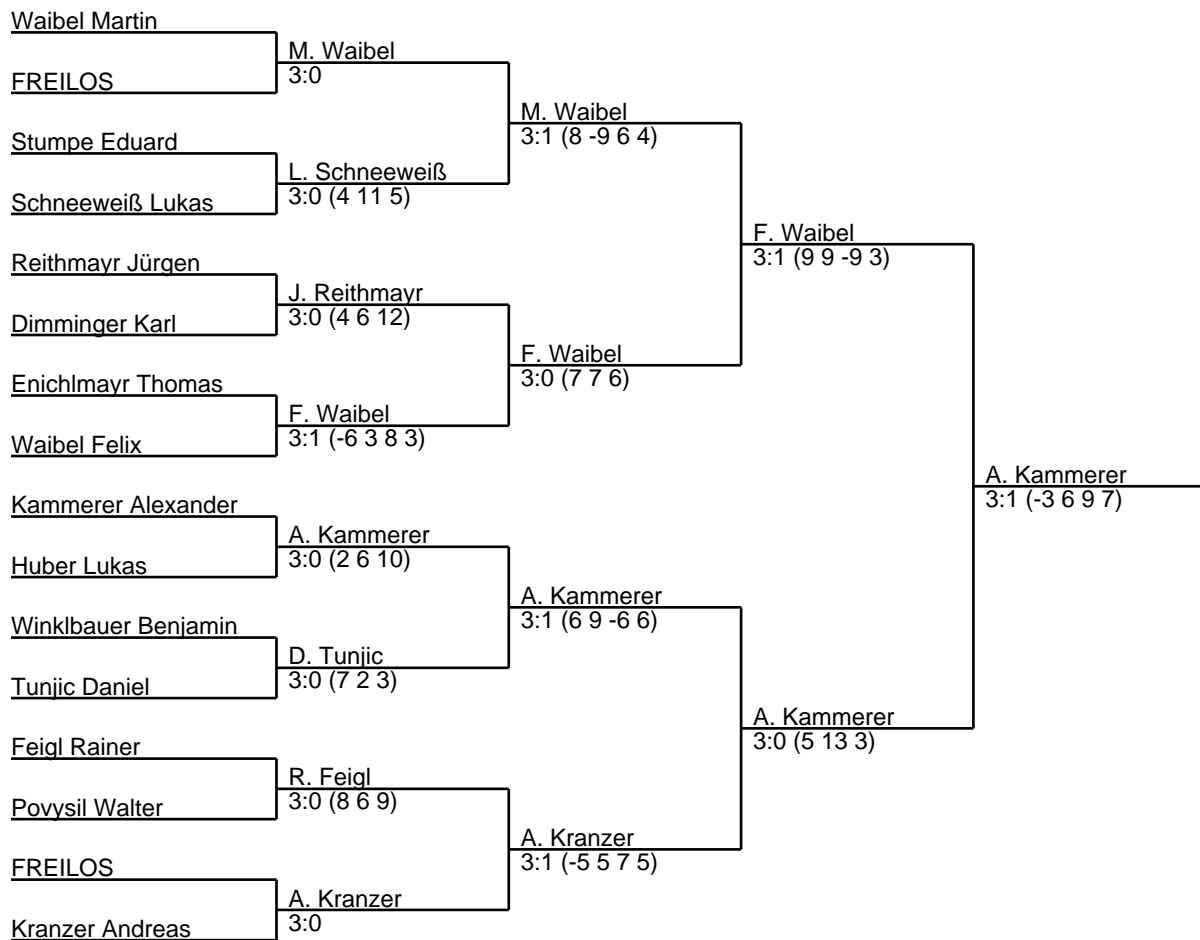 Waibel Martin
M. Waibel
3:0
FREILOS
M. Waibel
3:1 (8 -9 6 4)
Stumpe Eduard
L. Schneeweiß
3:0 (4 11 5)
Schneeweiß Lukas
F. Waibel
3:1 (9 9 -9 3)
Reithmayr Jürgen
J. Reithmayr
3:0 (4 6 12)
Dimminger Karl
F. Waibel
3:0 (7 7 6)
Enichlmayr Thomas
F. Waibel
3:1 (-6 3 8 3)
Waibel Felix
A. Kammerer
3:1 (-3 6 9 7)
Kammerer Alexander
A. Kammerer
3:0 (2 6 10)
Huber Lukas
A. Kammerer
3:1 (6 9 -6 6)
Winklbauer Benjamin
D. Tunjic
3:0 (7 2 3)
Tunjic Daniel
A. Kammerer
3:0 (5 13 3)
Feigl Rainer
R. Feigl
3:0 (8 6 9)
Povysil Walter
A. Kranzer
3:1 (-5 5 7 5)
FREILOS
A. Kranzer
3:0
Kranzer Andreas